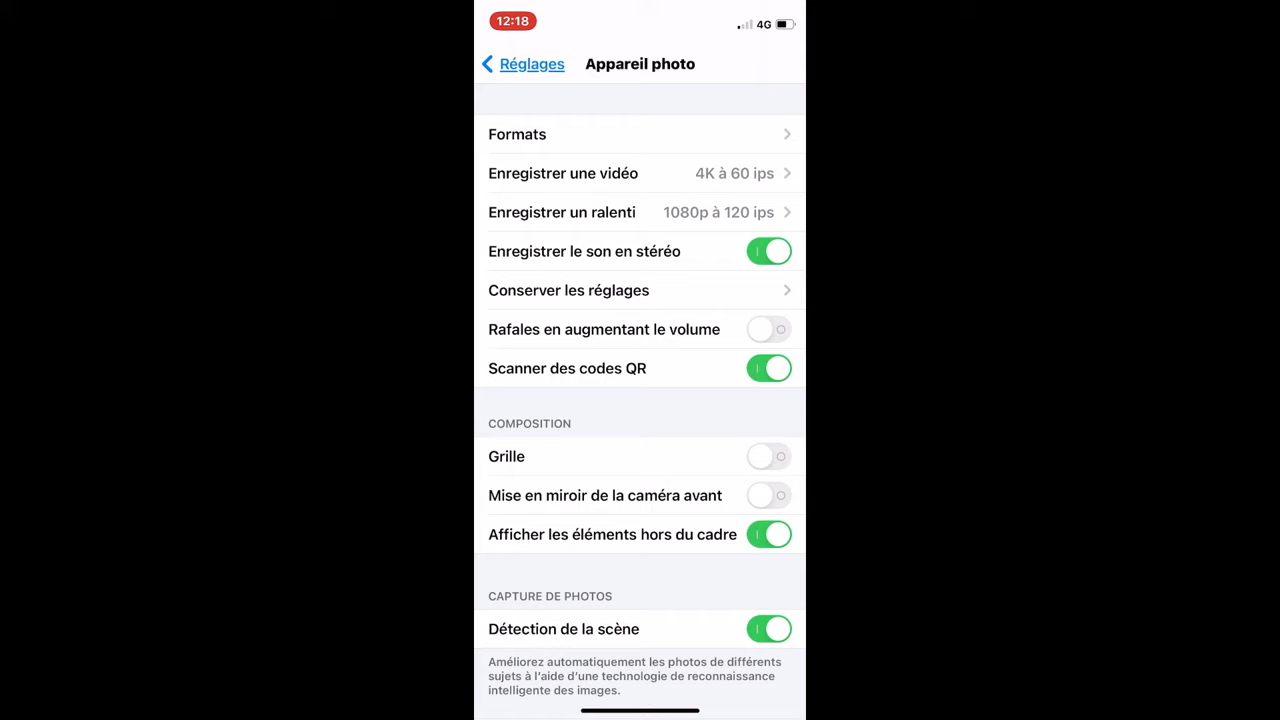 12:18
4G
Réglages
Appareil photo
Formats
Enregistrer une vidéo 4K à 60 ips
Enregistrer un ralenti 1080p à 120 ips
Enregistrer le son en stéréo
Conserver les réglages
Rafales en augmentant le volume
Scanner des codes QR
COMPOSITION
Grille
Mise en miroir de la caméra avant
Afficher les éléments hors du cadre
CAPTURE DE PHOTOS
Détection de la scène
Améliorez automatiquement les photos de différents
sujets à l’aide d’une technologie de reconnaissance
intelligente des images.